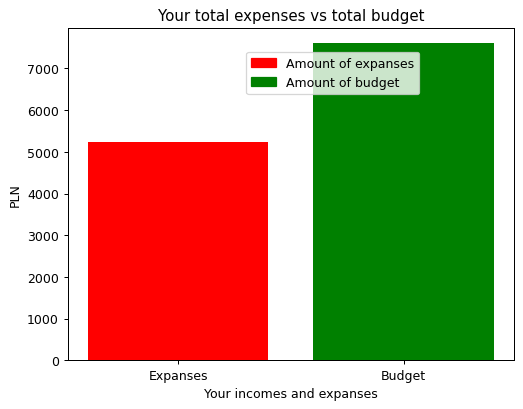 Your total expenses vs total budget
Amount of expanses
Amount of budget
7000
6000
5000
4000
3000
2000
1000
0
PLN
Expanses
Budget
Your incomes and expanses